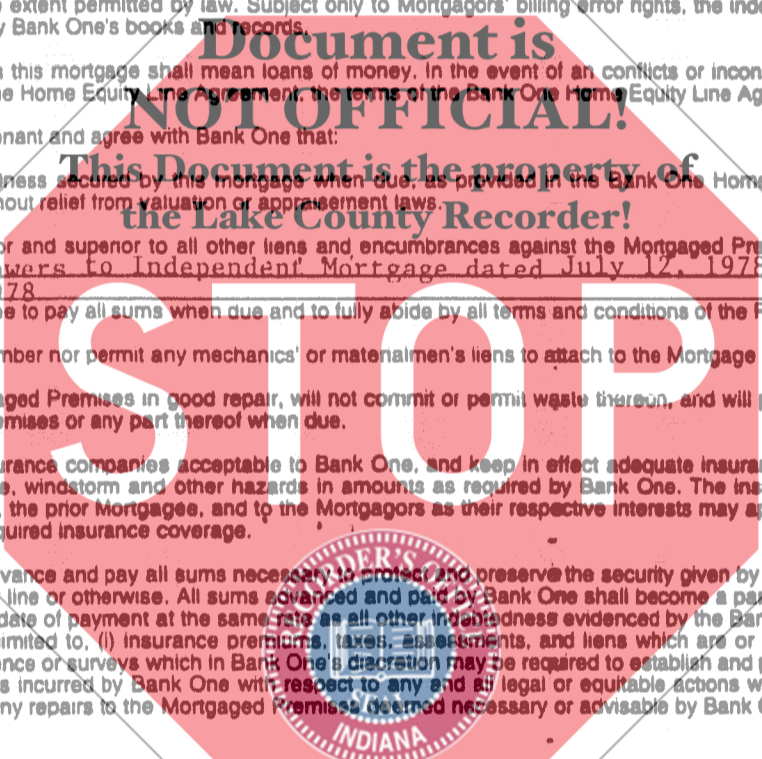 extent permitted by law. Subject only to Mortgagors' billing error rights, the inde
y Bank One's books and records.
Document is
this mortgage shall mean loans of money. In the event of an conflicts or incon
e Home Equity Line Agreement, the terms of the Bank One Home Equity Line Ag
NOT OFFICIAL!
nant and agree with Bank One that:
This Document is the property of
ness secured by this mortgage when due, as provided in the Bank One Home
out relief from valuation or appraisement laws.
the Lake County Recorder!
or and superior to all other liens and encumbrances against the Mortgaged Pre
wers to Independent Mortgage dated July 12, 1978
78
e to pay all sums when due and to fully abide by all terms and conditions of the F
STOP
mber nor permit any mechanics' or materialmen's liens to attach to the Mortgage
ged Premises in good repair, will not commit or permit waste thereon, and will p
emises or any part thereof when due.
urance companies acceptable to Bank One, and keep in effect adequate insura
e, windstorm and other hazards in amounts as required by Bank One. The ins
, the prior Mortgagee, and to the Mortgagors as their respective interests may ap
quired insurance coverage.
vance and pay all sums necessary to protect and preserve the security given by
line or otherwise. All sums advanced and paid by Bank One shall become a pa
date of payment at the same rate as all other indebtedness evidenced by the Ban
imited to, (i) insurance premiums, taxes, assessments, and liens which are or
nce or surveys which in Bank One's discretion may be required to establish and p
s incurred by Bank One with respect to any and all legal or equitable actions w
ny repairs to the Mortgaged Premises deemed necessary or advisable by Bank O
RECORDER'S OFFICE
SEAL
INDIANA